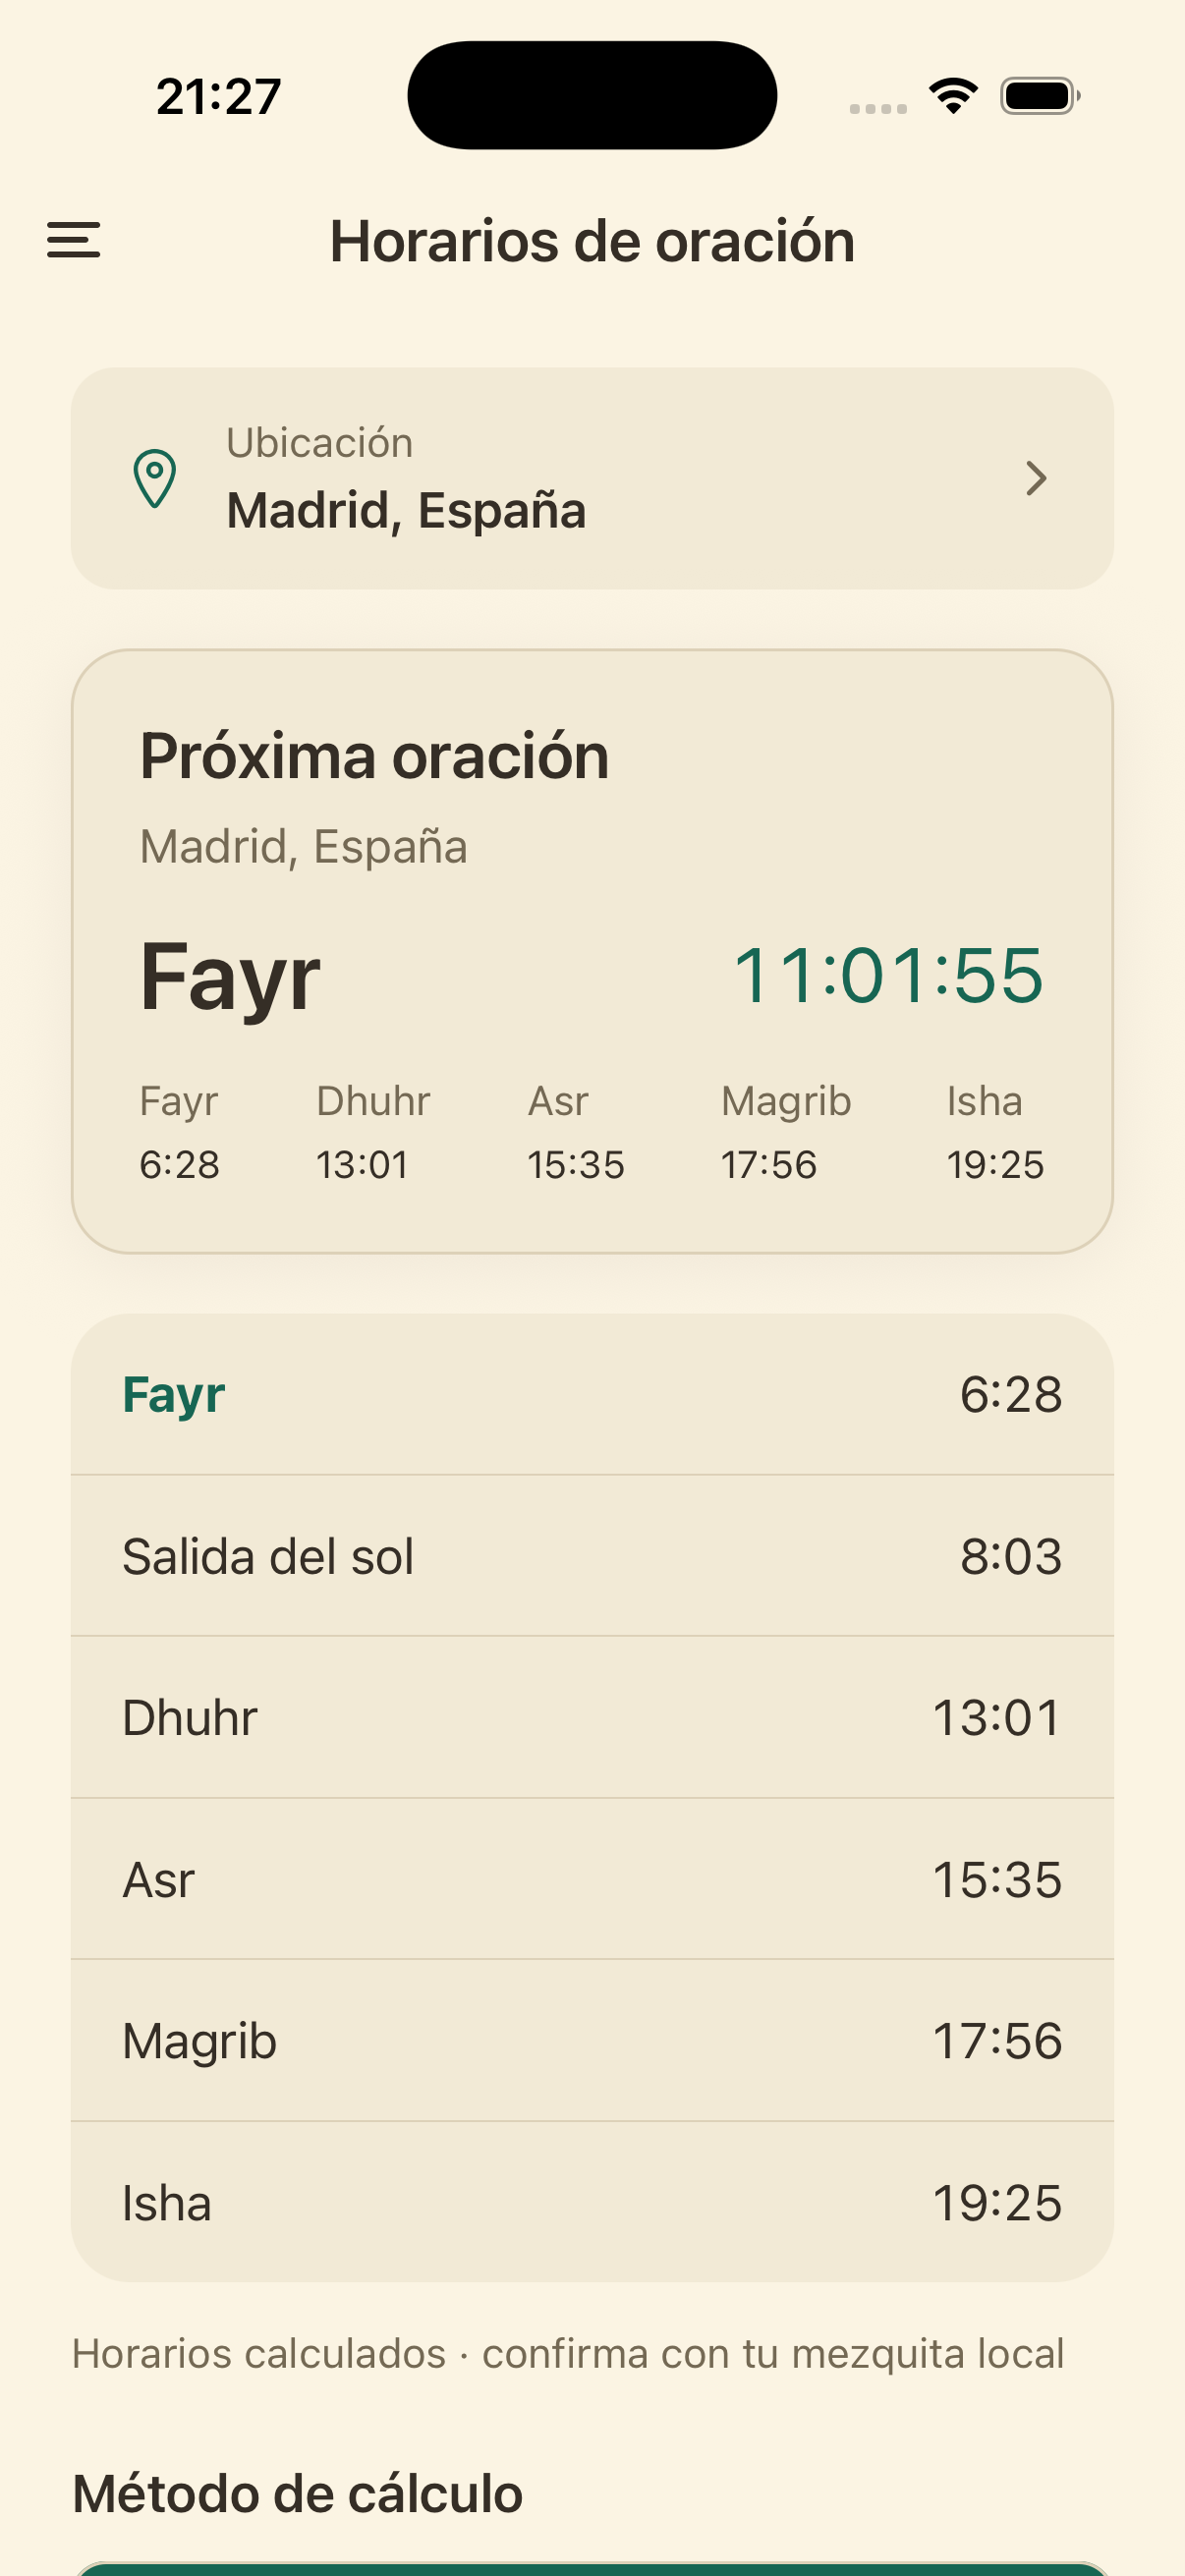 21:27
Horarios de oración
Ubicación
Madrid, España
Próxima oración
Madrid, España
Fayr 11:01:55
Fayr Dhuhr Asr Magrib Isha
6:28 13:01 15:35 17:56 19:25
Fayr 6:28
Salida del sol 8:03
Dhuhr 13:01
Asr 15:35
Magrib 17:56
Isha 19:25
Horarios calculados · confirma con tu mezquita local
Método de cálculo